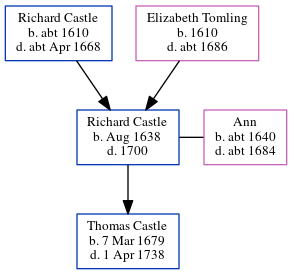 Richard Castle
b. abt 1610
d. abt Apr 1668
Elizabeth Tomling
b. 1610
d. abt 1686
Richard Castle
b. Aug 1638
d. 1700
Ann
b. abt 1640
d. abt 1684
Thomas Castle
b. 7 Mar 1679
d. 1 Apr 1738